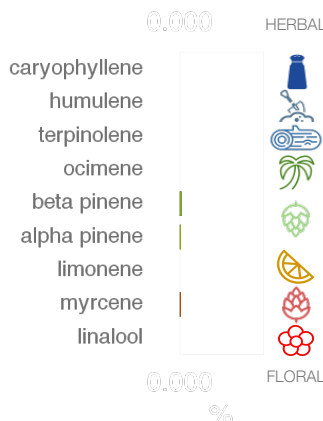 0.000
HERBAL
caryophyllene
humulene
terpinolene
ocimene
beta pinene
alpha pinene
limonene
myrcene
linalool
0.000
FLORAL
%